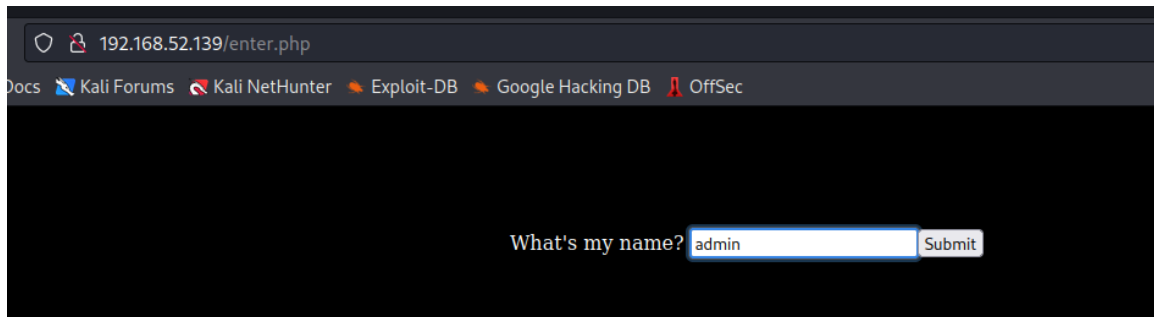 192.168.52.139/enter.php
Docs Kali Forums Kali NetHunter Exploit-DB Google Hacking DB OffSec
What's my name? admin Submit